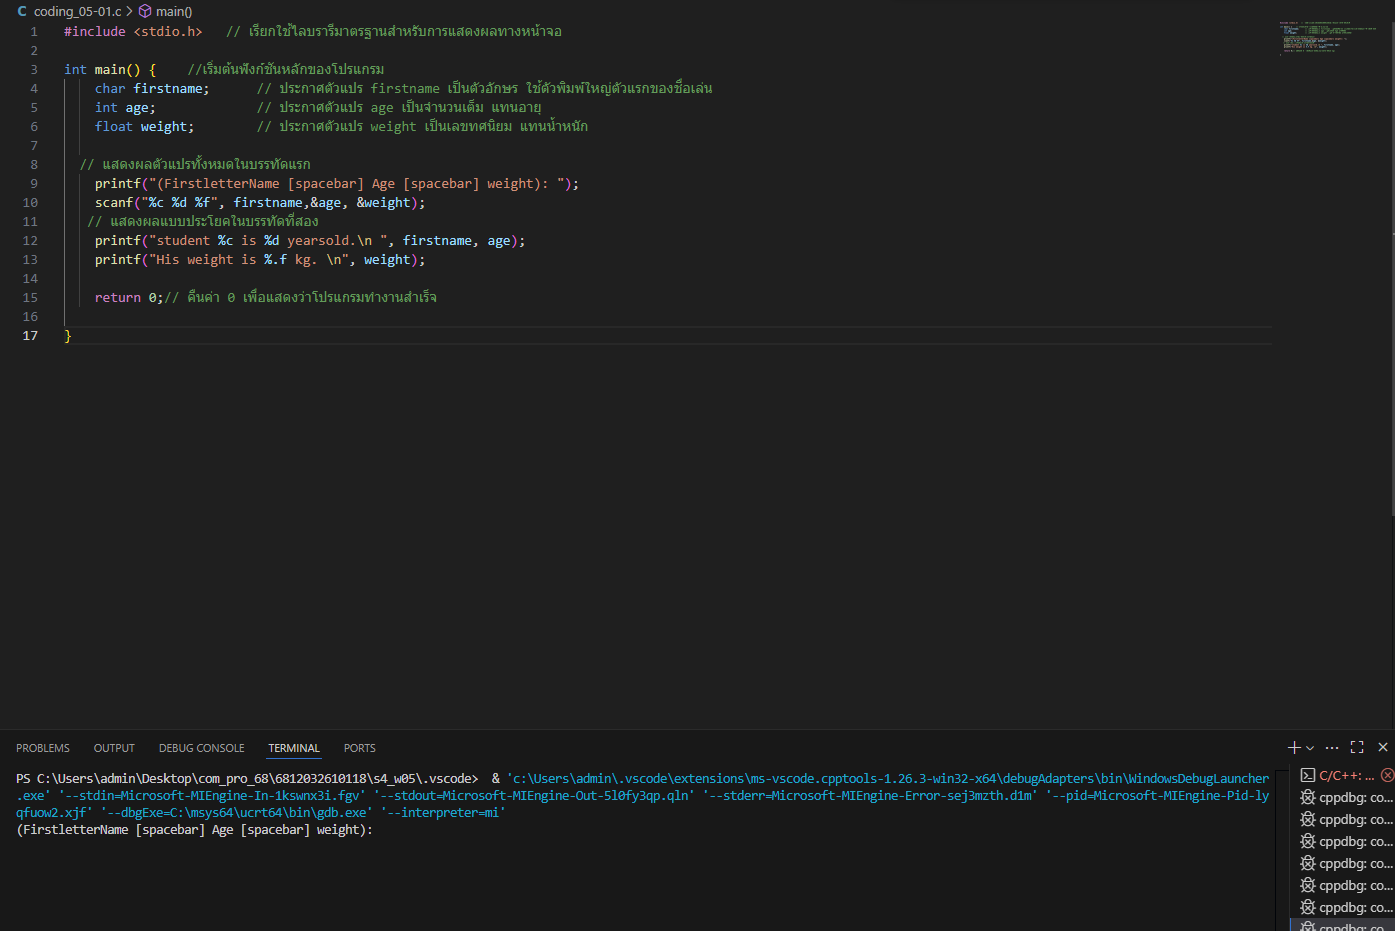 coding_05-01.c > main()
1 #include <stdio.h> // เรียกใช้ไลบรารีมาตรฐานสำหรับการแสดงผลทางหน้าจอ
2
3 int main() { //เริ่มต้นฟังก์ชันหลักของโปรแกรม
4 char firstname; // ประกาศตัวแปร firstname เป็นตัวอักษร ใช้ตัวพิมพ์ใหญ่ตัวแรกของชื่อเล่น
5 int age; // ประกาศตัวแปร age เป็นจำนวนเต็ม แทนอายุ
6 float weight; // ประกาศตัวแปร weight เป็นเลขทศนิยม แทนน้ำหนัก
7
8 // แสดงผลตัวแปรทั้งหมดในบรรทัดแรก
9 printf("(FirstletterName [spacebar] Age [spacebar] weight): ");
10 scanf("%c %d %f", firstname,&age, &weight);
11 // แสดงผลแบบประโยคในบรรทัดที่สอง
12 printf("student %c is %d yearsold.\n ", firstname, age);
13 printf("His weight is %.f kg. \n", weight);
14
15 return 0;// คืนค่า 0 เพื่อแสดงว่าโปรแกรมทำงานสำเร็จ
16
17 }
PROBLEMS OUTPUT DEBUG CONSOLE TERMINAL PORTS
PS C:\Users\admin\Desktop\com_pro_68\6812032610118\s4_w05\.vscode> & 'c:\Users\admin\.vscode\extensions\ms-vscode.cpptools-1.26.3-win32-x64\debugAdapters\bin\WindowsDebugLauncher
.exe' '--stdin=Microsoft-MIEngine-In-1kswnx3i.fgv' '--stdout=Microsoft-MIEngine-Out-5l0fy3qp.qln' '--stderr=Microsoft-MIEngine-Error-sej3mzth.d1m' '--pid=Microsoft-MIEngine-Pid-ly
qfuow2.xjf' '--dbgExe=C:\msys64\ucrt64\bin\gdb.exe' '--interpreter=mi'
(FirstletterName [spacebar] Age [spacebar] weight):
C/C++: ...
cppdbg: co...
cppdbg: co...
cppdbg: co...
cppdbg: co...
cppdbg: co...
cppdbg: co...
cppdbg: co...